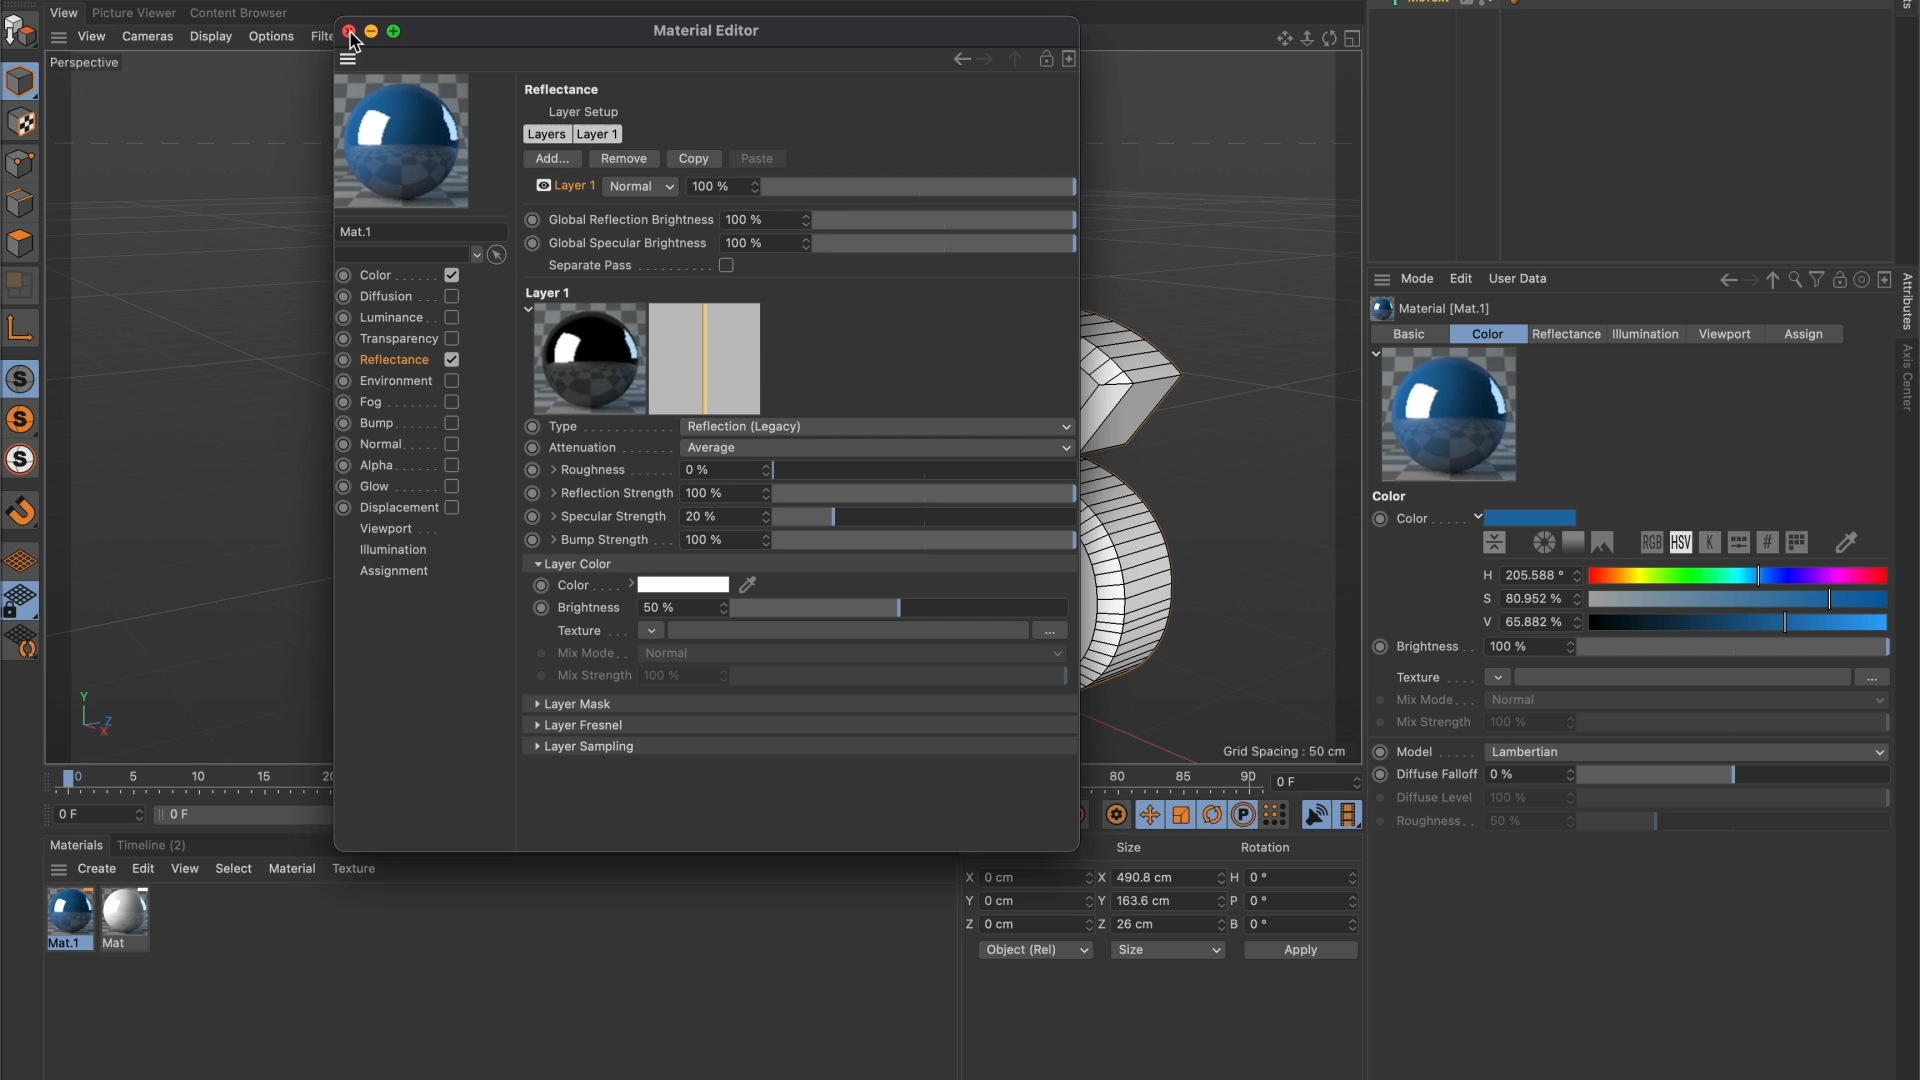 View Picture Viewer Content Browser
View Cameras Display Options
Perspective
Material Editor
Reflectance
Layer Setup
Layers Layer 1
Add... Remove Copy Paste
Layer 1 Normal 100 %
Global Reflection Brightness 100 %
Global Specular Brightness 100 %
Separate Pass
Layer 1
Type Reflection (Legacy)
Attenuation Average
Roughness 0 %
Reflection Strength 100 %
Specular Strength 20 %
Bump Strength 100 %
Layer Color
Color
Brightness 50 %
Texture ...
Mix Mode Normal
Mix Strength 100 %
Layer Mask
Layer Fresnel
Layer Sampling
Mat.1
Color
Diffusion
Luminance
Transparency
Reflectance
Environment
Fog
Bump
Normal
Alpha
Glow
Displacement
Viewport
Illumination
Assignment
Y
Z
X
Grid Spacing : 50 cm
0 5 10 15 80 85 90 0 F
0 F 0 F
P
Materials Timeline (2)
Create Edit View Select Material Texture
Mat.1 Mat
Size Rotation
X 0 cm X 490.8 cm H 0 °
Y 0 cm Y 163.6 cm P 0 °
Z 0 cm Z 26 cm B 0 °
Object (Rel) Size Apply
Mode Edit User Data
Material [Mat.1]
Basic Color Reflectance Illumination Viewport Assign
Color
Color
RGB HSV K #
H 205.588 °
S 80.952 %
V 65.882 %
Brightness 100 %
Texture ...
Mix Mode Normal
Mix Strength 100 %
Model Lambertian
Diffuse Falloff 0 %
Diffuse Level 100 %
Roughness 50 %
Attributes
Axis Center
S
S
S